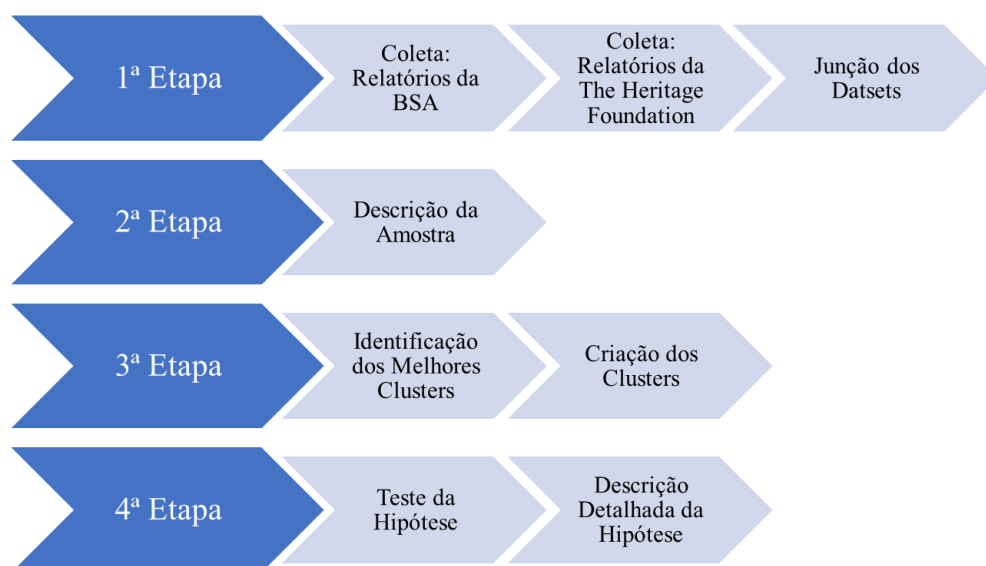 1ª Etapa
Coleta:
Relatórios da
BSA
Coleta:
Relatórios da
The Heritage
Foundation
Junção dos
Datsets
2ª Etapa
Descrição da
Amostra
3ª Etapa
Identificação
dos Melhores
Clusters
Criação dos
Clusters
4ª Etapa
Teste da
Hipótese
Descrição
Detalhada da
Hipótese